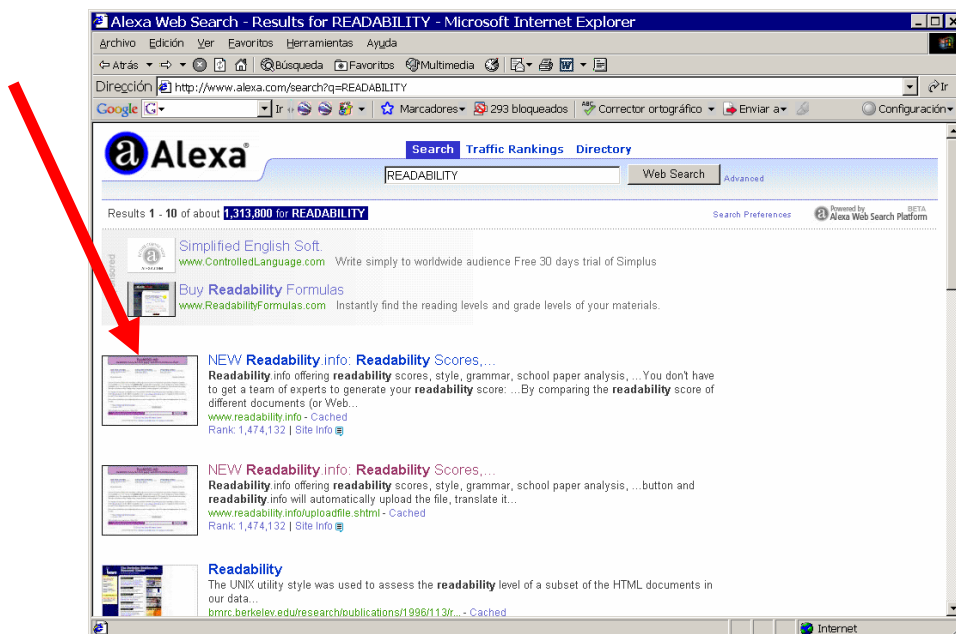 Alexa Web Search - Results for READABILITY - Microsoft Internet Explorer
Archivo Edición Ver Favoritos Herramientas Ayuda
Atrás Búsqueda Favoritos Multimedia
Dirección http://www.alexa.com/search?q=READABILITY Ir
Google G Ir Marcadores 293 bloqueados ABC Corrector ortográfico Enviar a Configuración
a Alexa
Search Traffic Rankings Directory
READABILITY Web Search Advanced
Results 1 - 10 of about 1,313,800 for READABILITY Search Preferences Powered by Alexa Web Search Platform BETA
Simplified English Soft.
www.ControlledLanguage.com Write simply to worldwide audience Free 30 days trial of Simplus
Buy Readability Formulas
www.ReadabilityFormulas.com Instantly find the reading levels and grade levels of your materials.
NEW Readability.info: Readability Scores,...
Readability.info offering readability scores, style, grammar, school paper analysis, ...You don't have
to get a team of experts to generate your readability score: ...By comparing the readability score of
different documents (or Web...
www.readability.info - Cached
Rank: 1,474,132 | Site Info
NEW Readability.info: Readability Scores,...
Readability.info offering readability scores, style, grammar, school paper analysis, ...button and
readability.info will automatically upload the file, translate it...
www.readability.info/uploadfile.shtml - Cached
Rank: 1,474,132 | Site Info
Readability
The UNIX utility style was used to assess the readability level of a subset of the HTML documents in
our data...
bmrc.berkeley.edu/research/publications/1996/113/r... - Cached
Internet